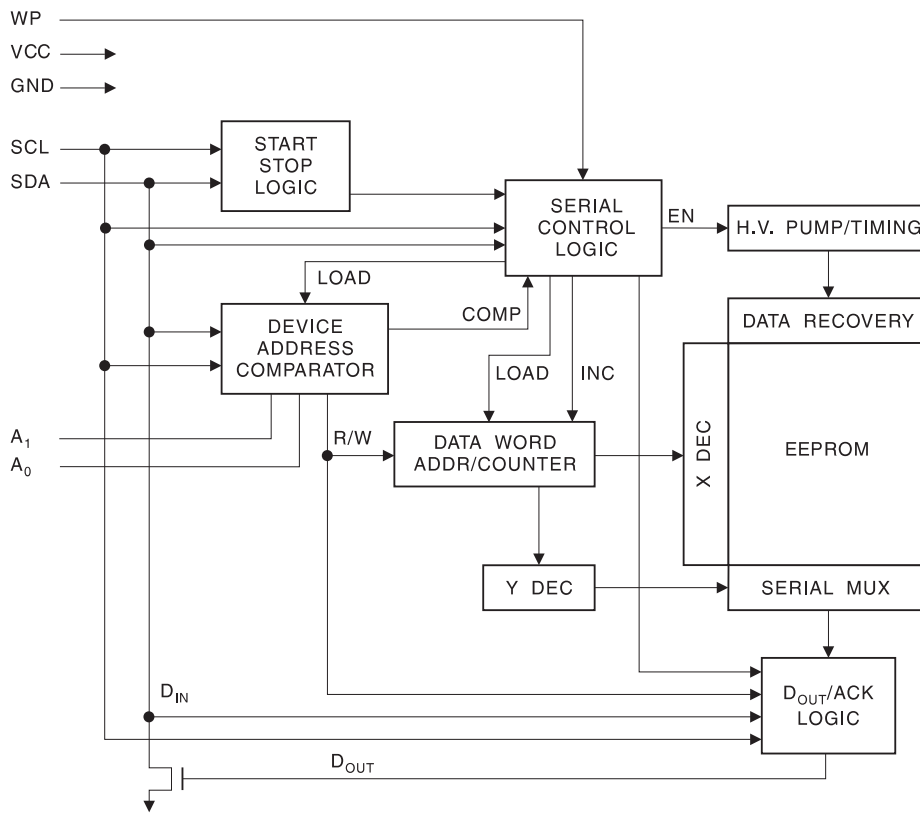 WP
VCC
GND
SCL
SDA
START
STOP
LOGIC
SERIAL
CONTROL
LOGIC
EN
H.V. PUMP/TIMING
LOAD
COMP
DEVICE
ADDRESS
COMPARATOR
DATA RECOVERY
LOAD
INC
A1
A0
R/W
DATA WORD
ADDR/COUNTER
X DEC
EEPROM
Y DEC
SERIAL MUX
DIN
DOUT/ACK
LOGIC
DOUT